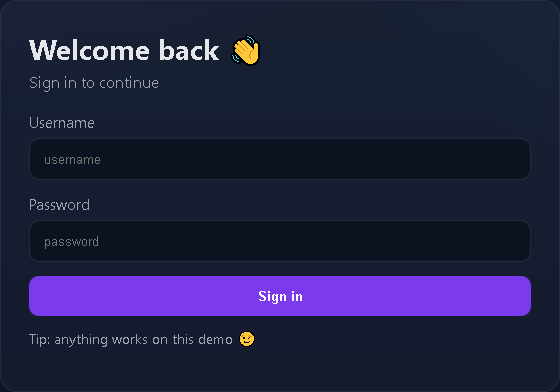 Welcome back 👋
Sign in to continue
Username
username
Password
password
Sign in
Tip: anything works on this demo 😉